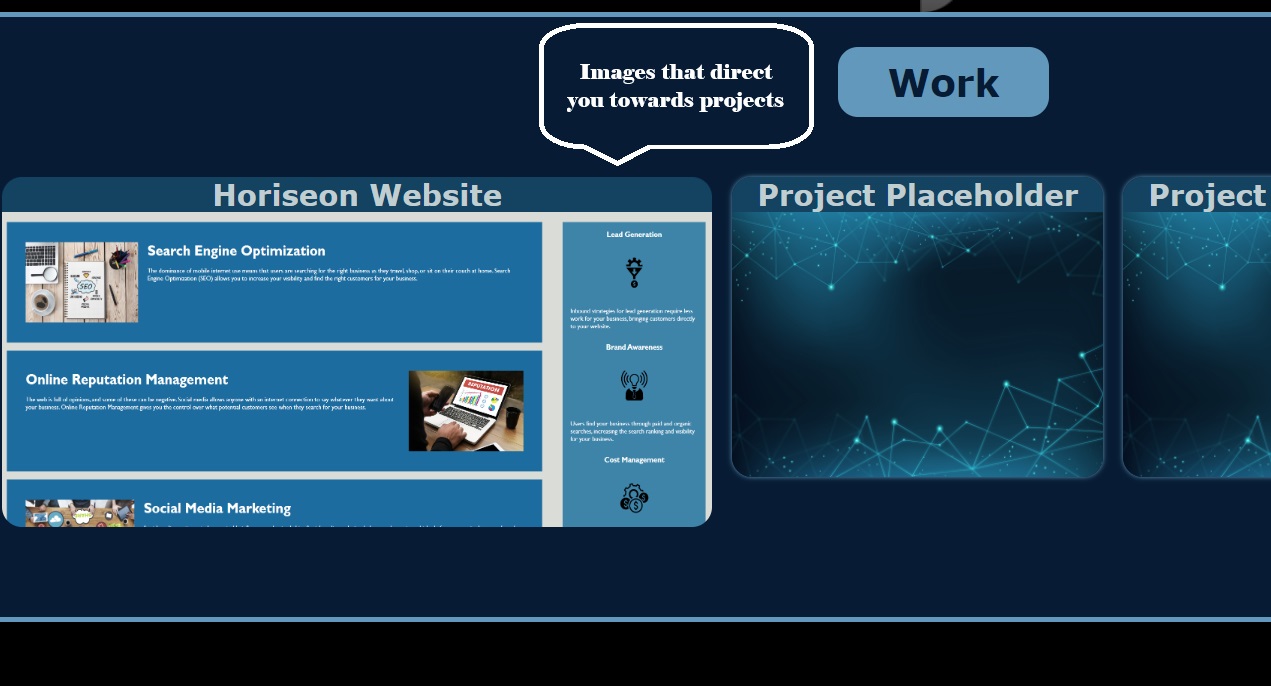 Images that direct
you towards projects
Work
Horiseon Website
Search Engine Optimization
The dominance of mobile internet use means that users are searching for the right business as they travel, shop, or sit on their couch at home. Search
Engine Optimization (SEO) allows you to increase your visibility and find the right customers for your business.
SEO
Online Reputation Management
The web is full of opinions, and some of these can be negative. Social media allows anyone with an internet connection to say whatever they want about
your business. Online Reputation Management gives you the control over what potential customers see when they search for your business.
REPUTATION
Social Media Marketing
Lead Generation
Inbound strategies for lead generation require less
work for your business, bringing customers directly
to your website.
Brand Awareness
Users find your business through paid and organic
searches, increasing the search ranking and visibility
for your business.
Cost Management
Project Placeholder
Project